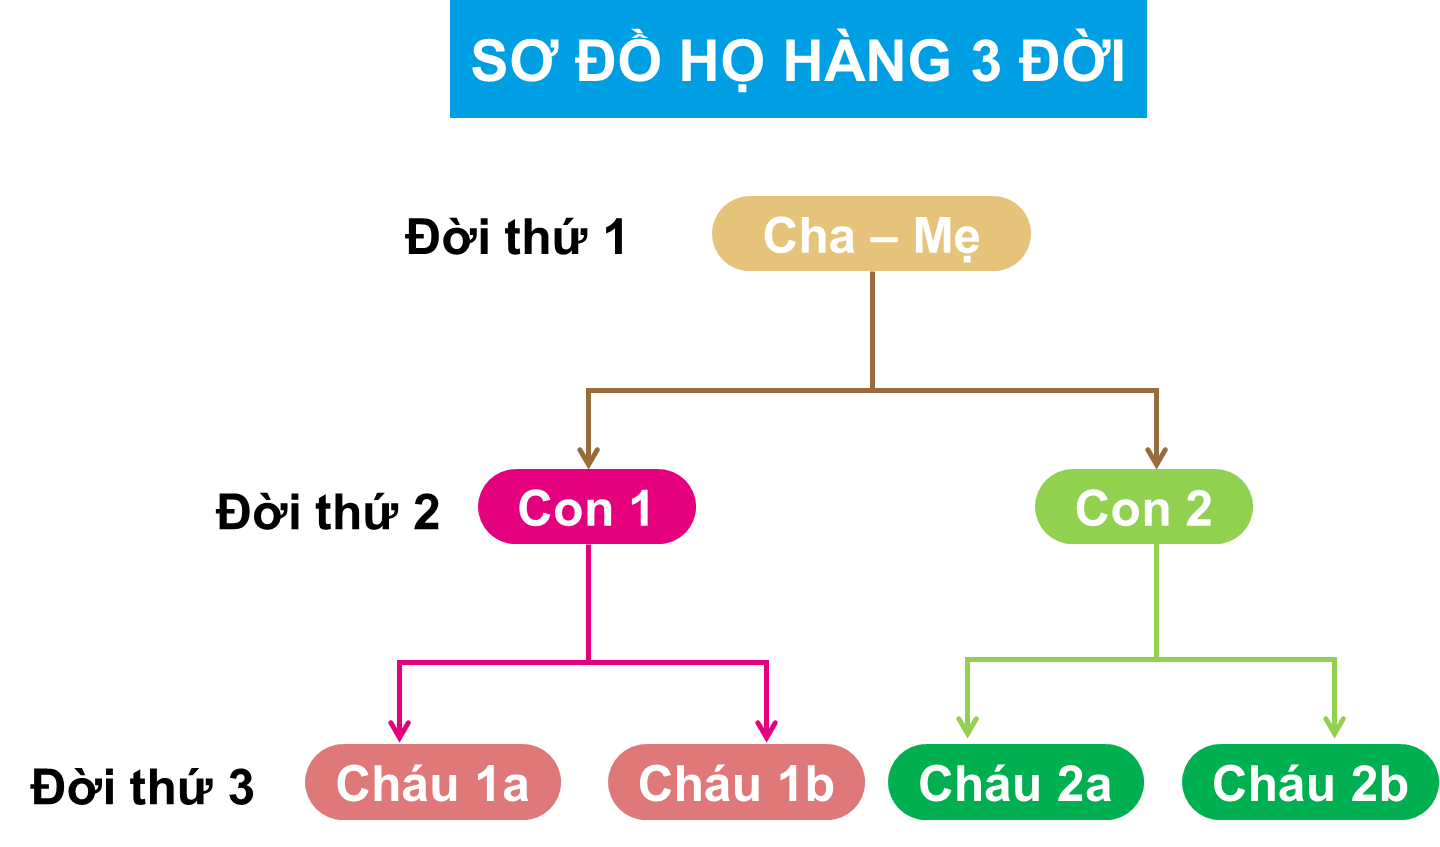 SƠ ĐỒ HỌ HÀNG 3 ĐỜI
Đời thứ 1
Cha – Mẹ
Đời thứ 2
Con 1
Con 2
Đời thứ 3
Cháu 1a
Cháu 1b
Cháu 2a
Cháu 2b